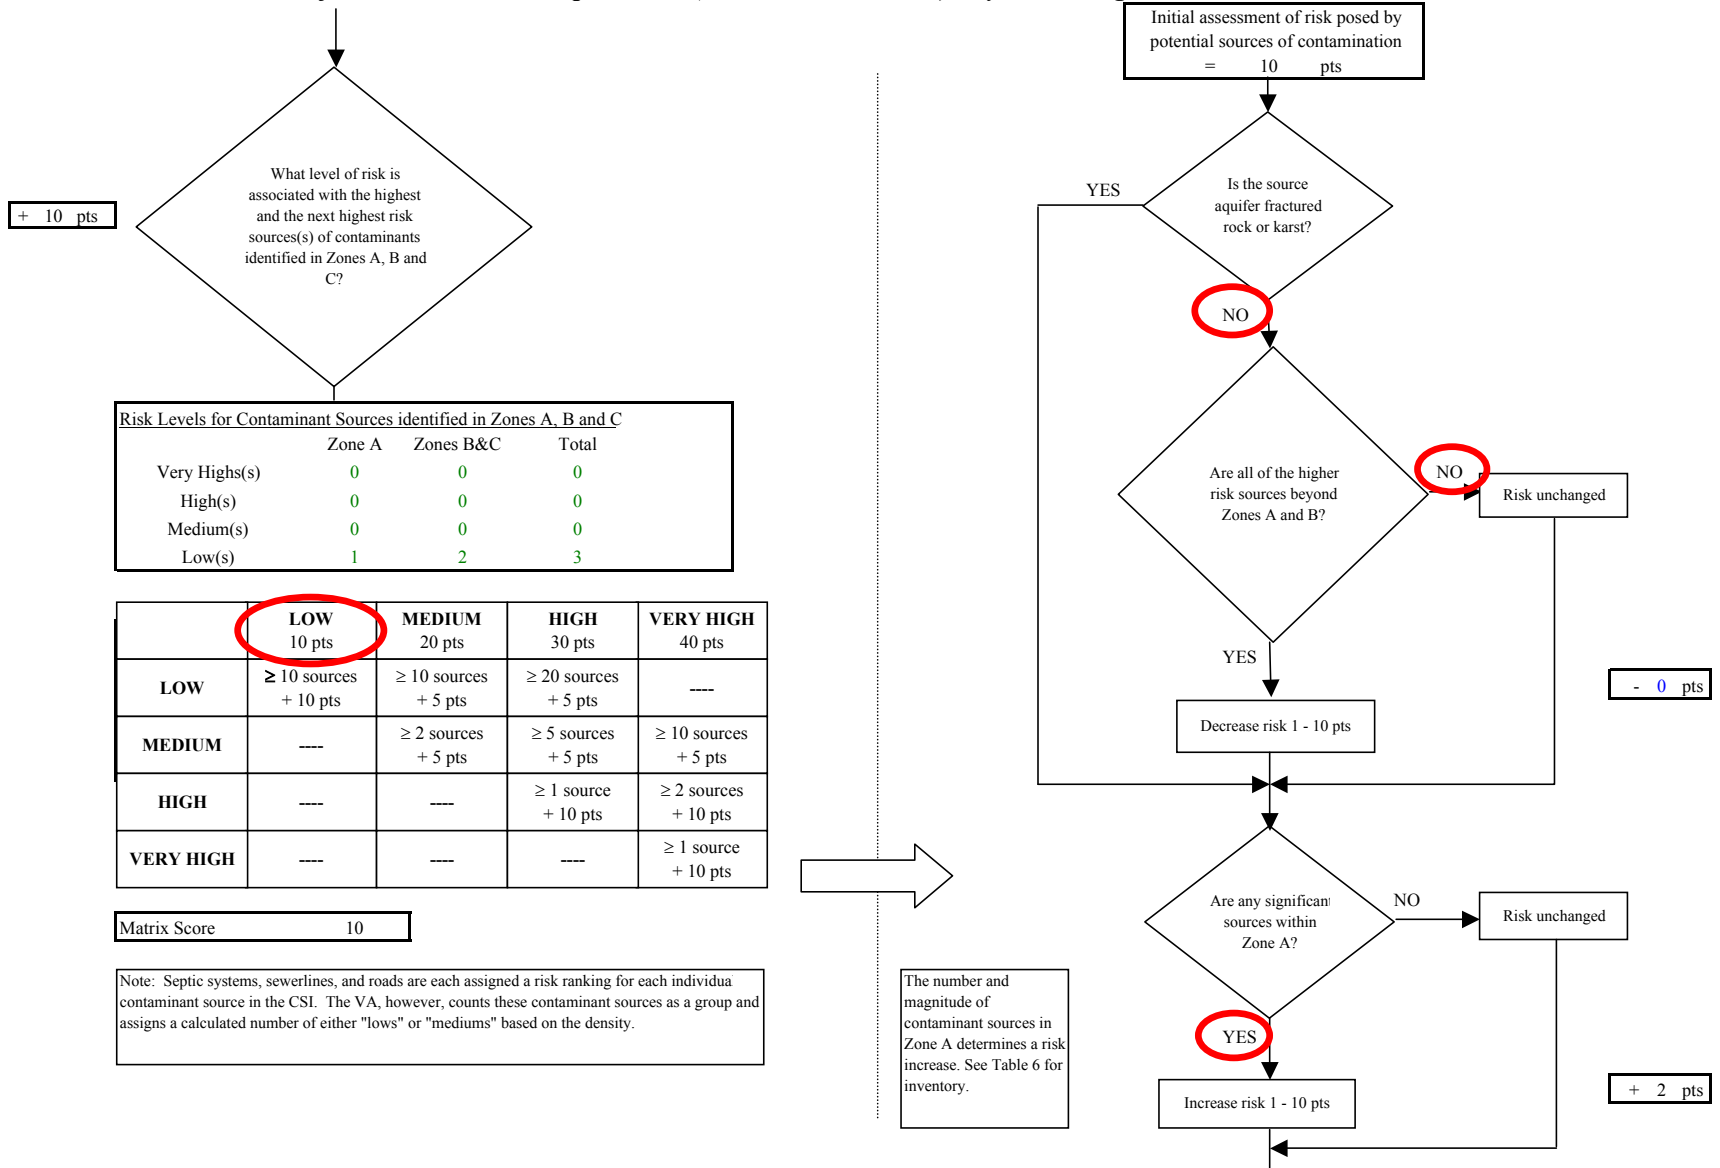 + 10 pts
What level of risk is
associated with the highest
and the next highest risk
sources(s) of contaminants
identified in Zones A, B and
C?
Risk Levels for Contaminant Sources identified in Zones A, B and C
Zone A Zones B&C Total
Very Highs(s) 0 0 0
High(s) 0 0 0
Medium(s) 0 0 0
Low(s) 1 2 3
LOW MEDIUM HIGH VERY HIGH
10 pts 20 pts 30 pts 40 pts
LOW ≥ 10 sources ≥ 10 sources ≥ 20 sources ----
+ 10 pts + 5 pts + 5 pts
MEDIUM ---- ≥ 2 sources ≥ 5 sources ≥ 10 sources
+ 5 pts + 5 pts + 5 pts
HIGH ---- ---- ≥ 1 source ≥ 2 sources
+ 10 pts + 10 pts
VERY HIGH ---- ---- ---- ≥ 1 source
+ 10 pts
Matrix Score 10
Note: Septic systems, sewerlines, and roads are each assigned a risk ranking for each individua
contaminant source in the CSI. The VA, however, counts these contaminant sources as a group and
assigns a calculated number of either "lows" or "mediums" based on the density.
Initial assessment of risk posed by
potential sources of contamination
= 10 pts
Is the source
aquifer fractured
rock or karst?
YES
NO
Are all of the higher
risk sources beyond
Zones A and B?
NO
Risk unchanged
YES
- 0 pts
Decrease risk 1 - 10 pts
Are any significant
sources within
Zone A?
NO
Risk unchanged
The number and
magnitude of
contaminant sources in
Zone A determines a risk
increase. See Table 6 for
inventory.
YES
+ 2 pts
Increase risk 1 - 10 pts